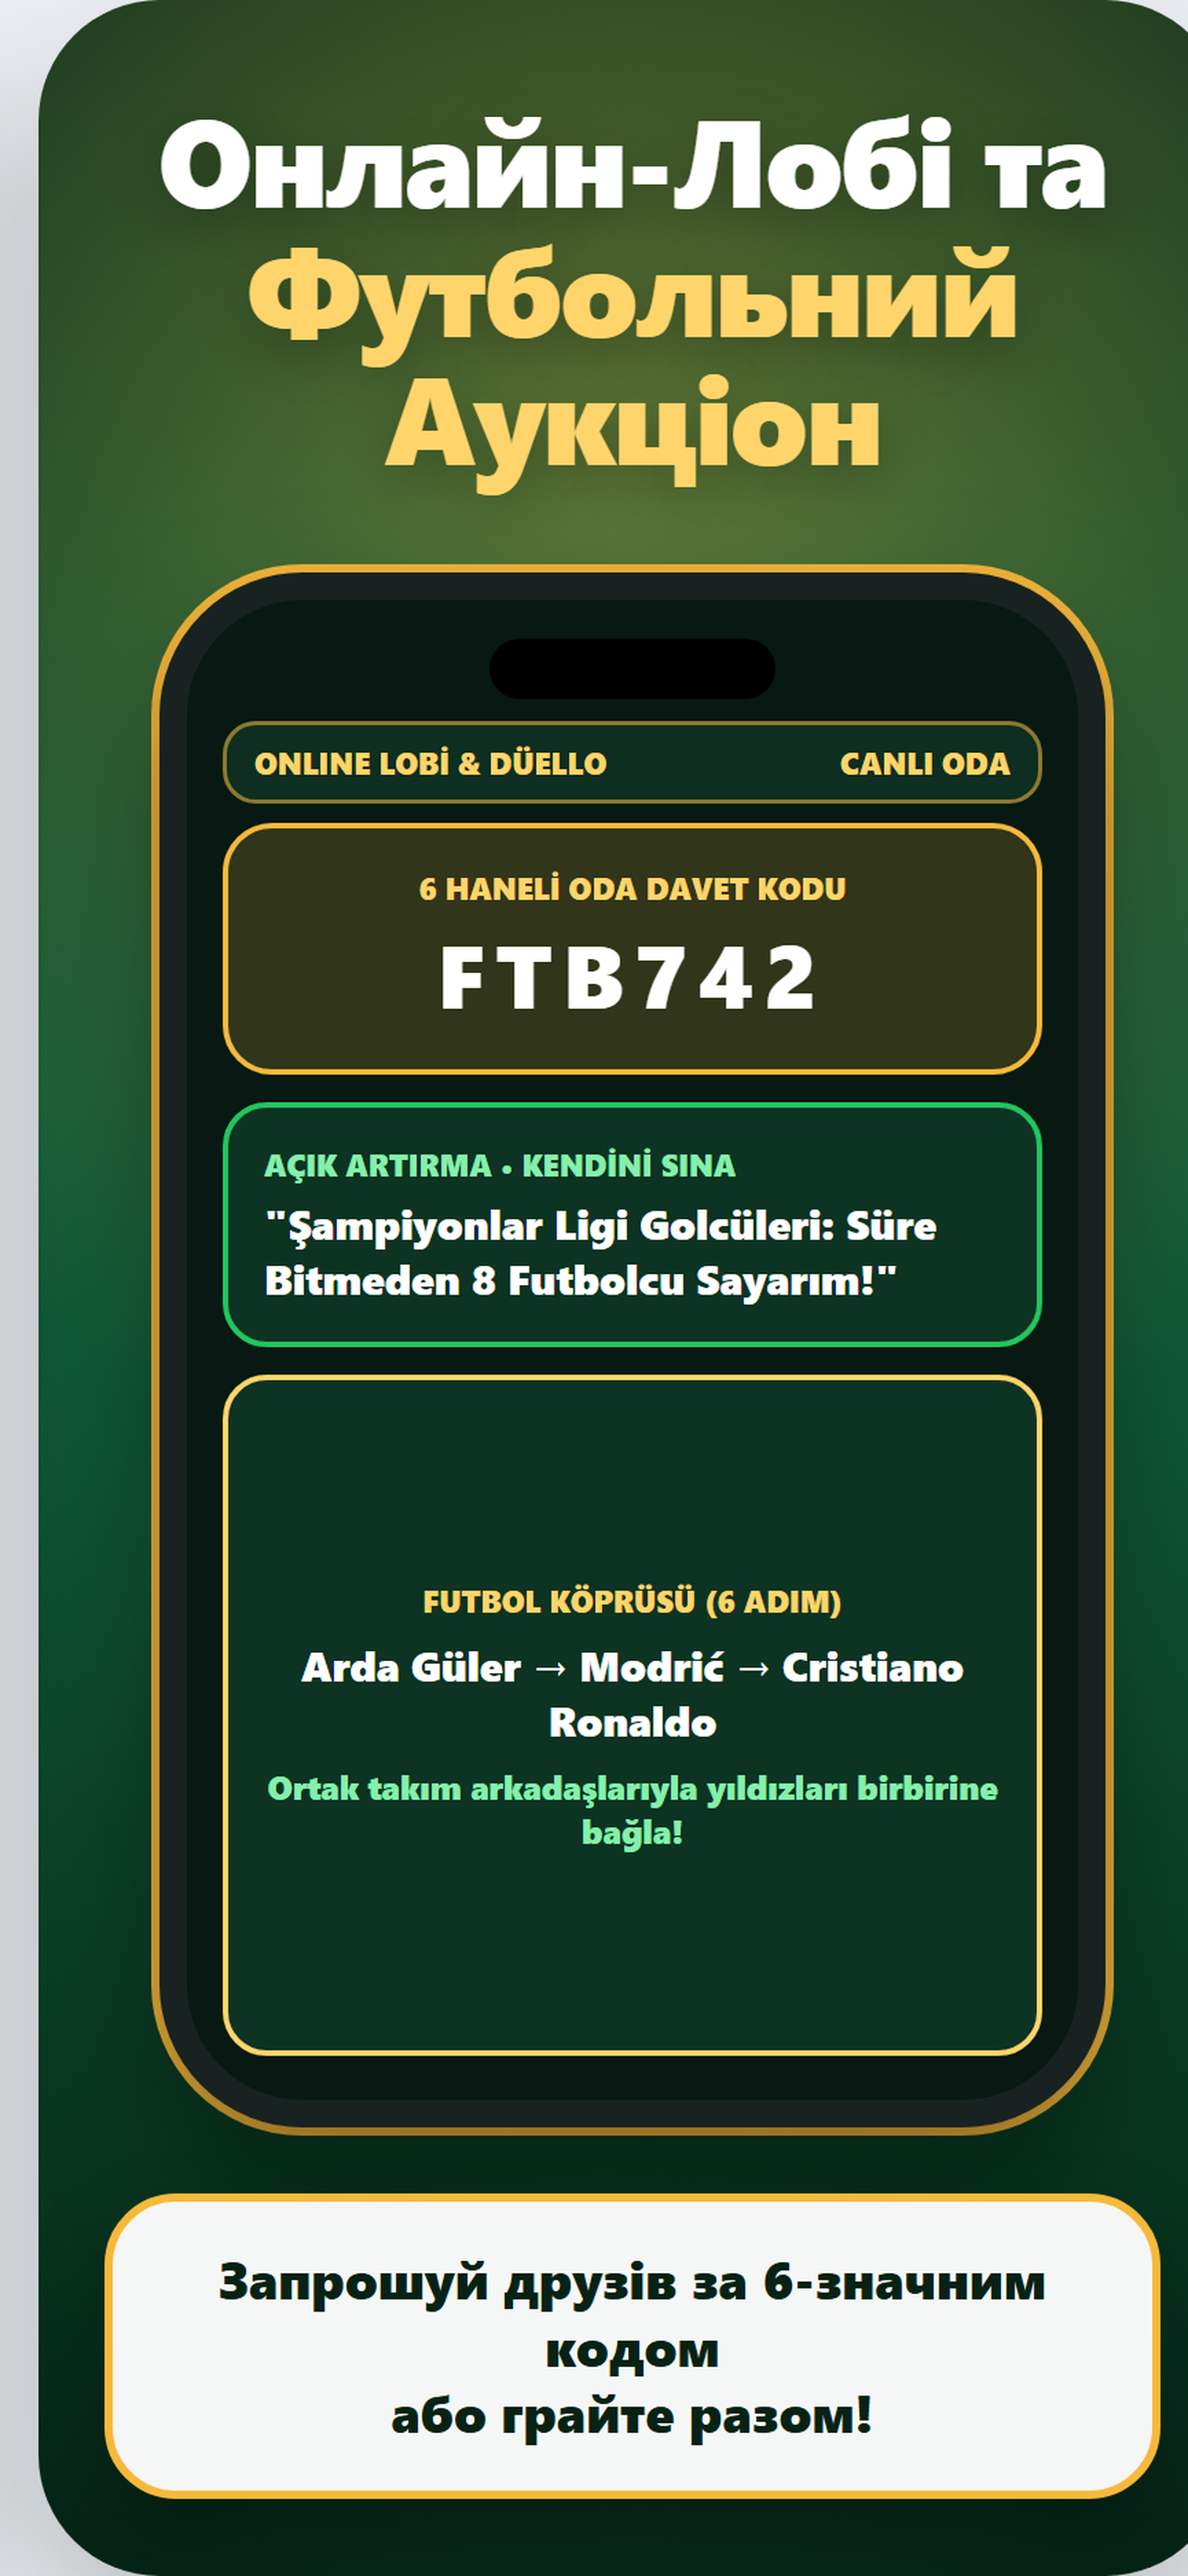 Онлайн-Лобі та
Футбольний
Аукціон
ONLINE LOBİ & DÜELLO
CANLI ODA
6 HANELİ ODA DAVET KODU
FTB742
AÇIK ARTIRMA • KENDİNİ SINA
"Şampiyonlar Ligi Golcüleri: Süre
Bitmeden 8 Futbolcu Sayarım!"
FUTBOL KÖPRÜSÜ (6 ADIM)
Arda Güler → Modrić → Cristiano
Ronaldo
Ortak takım arkadaşlarıyla yıldızları birbirine
bağla!
Запрошуй друзів за 6-значним
кодом
або грайте разом!